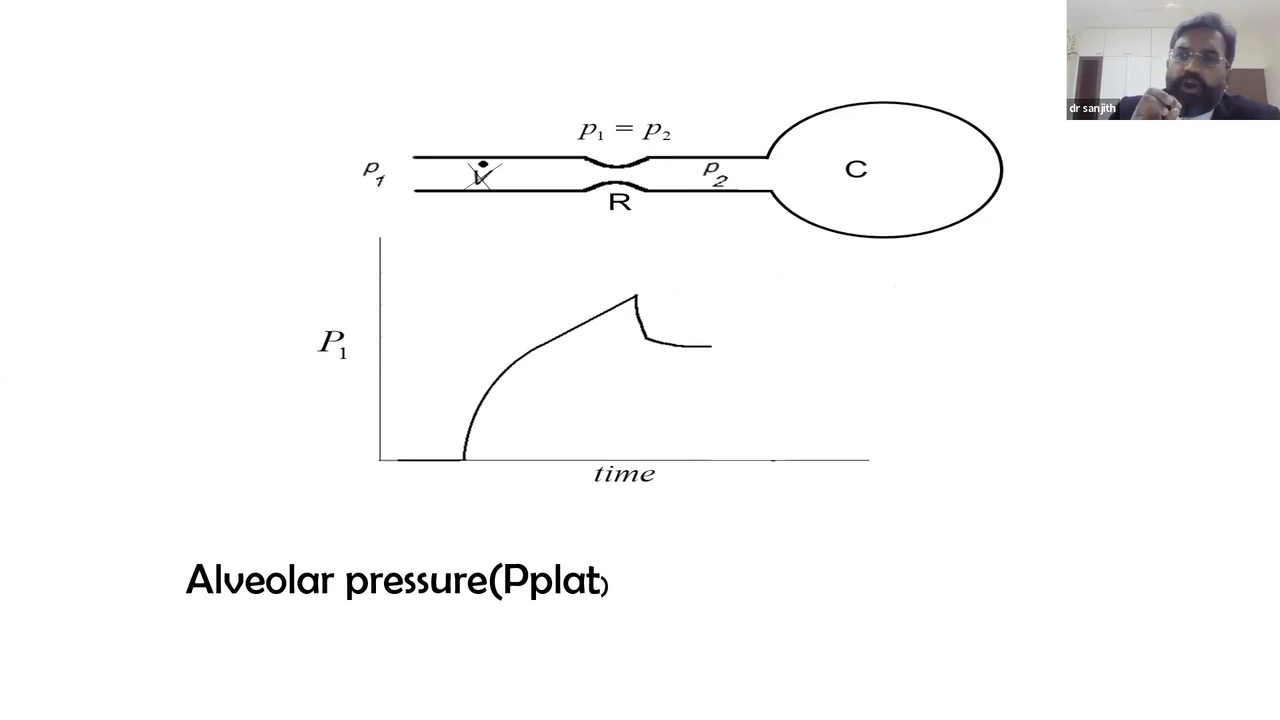 dr sanjith
p₁ = p₂
p₁ V̇ p₂ C
R
P₁
time
Alveolar pressure(Pplat)